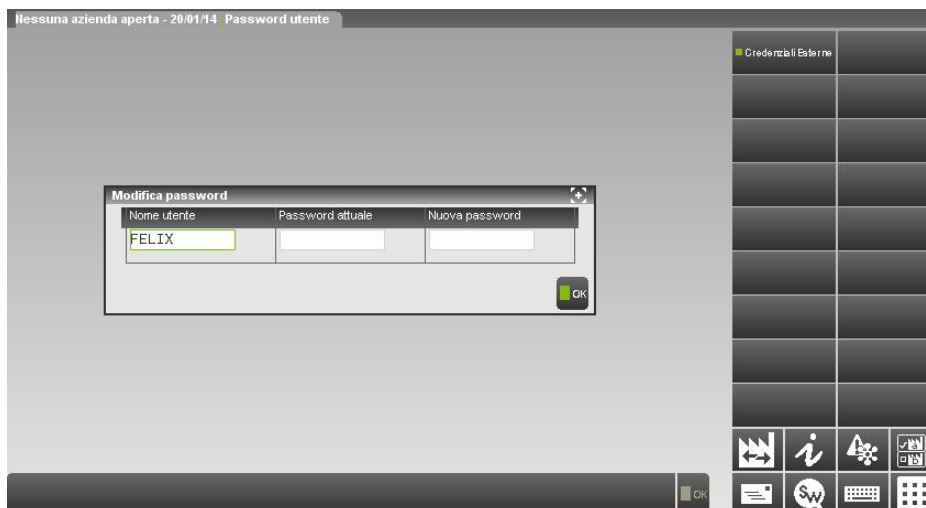 Nessuna azienda aperta - 20/01/14 Password utente
Credenziali Esterne
Modifica password
Nome utente Password attuale Nuova password
FELIX
OK
OK
i
SW